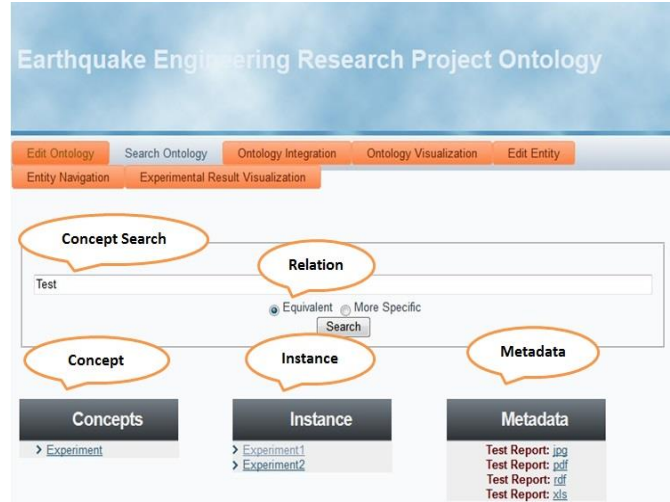 Earthquake Engineering Research Project Ontology
Edit Ontology Search Ontology Ontology Integration Ontology Visualization Edit Entity
Entity Navigation Experimental Result Visualization
Concept Search
Relation
Test
Equivalent More Specific
Search
Concept Instance Metadata
Concepts Instance Metadata
> Experiment > Experiment1 Test Report: jpg
> Experiment2 Test Report: pdf
Test Report: rdf
Test Report: xls